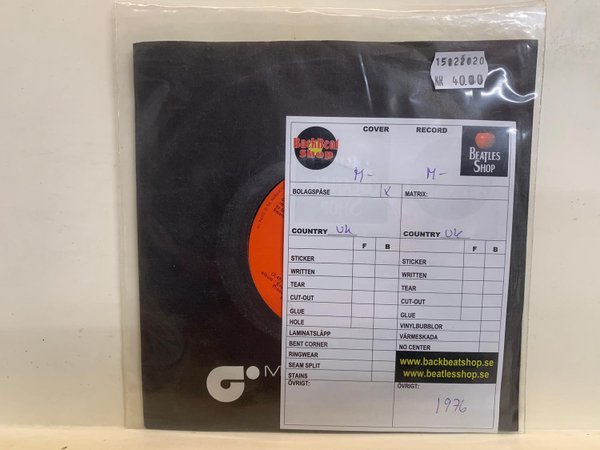 15022020
KR 40.00
COVER RECORD
BackBeat Shop
BEATLES SHOP
M- M-
BOLAGSPÅSE X MATRIX:
COUNTRY UK COUNTRY UK
F B F B
STICKER STICKER
WRITTEN WRITTEN
TEAR TEAR
CUT-OUT CUT-OUT
GLUE GLUE
HOLE VINYLBUBBLOR
LAMINATSLÄPP VÄRMESKADA
BENT CORNER NO CENTER
RINGWEAR
SEAM SPLIT
STAINS
www.backbeatshop.se
www.beatlesshop.se
ÖVRIGT: ÖVRIGT:
1976
M